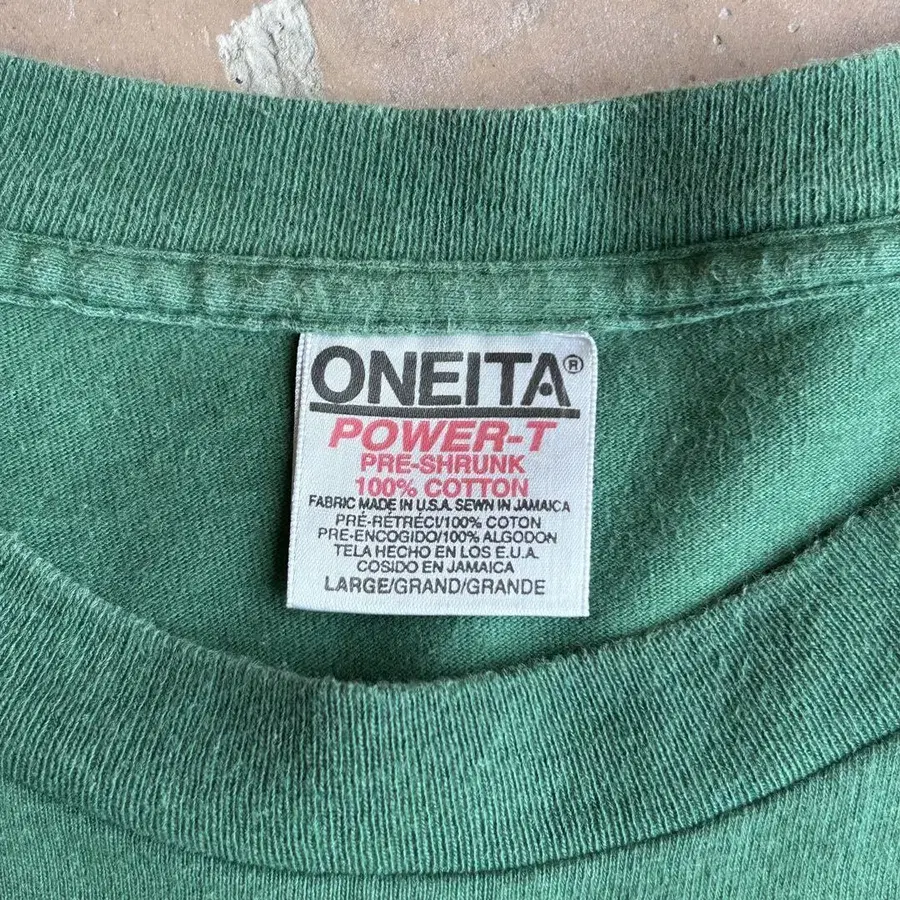 ONEITA®
POWER-T
PRE-SHRUNK
100% COTTON
FABRIC MADE IN U.S.A. SEWN IN JAMAICA
PRÉ-RÉTRÉCI/100% COTON
PRE-ENCOGIDO/100% ALGODON
TELA HECHO EN LOS E.U.A.
COSIDO EN JAMAICA
LARGE/GRAND/GRANDE